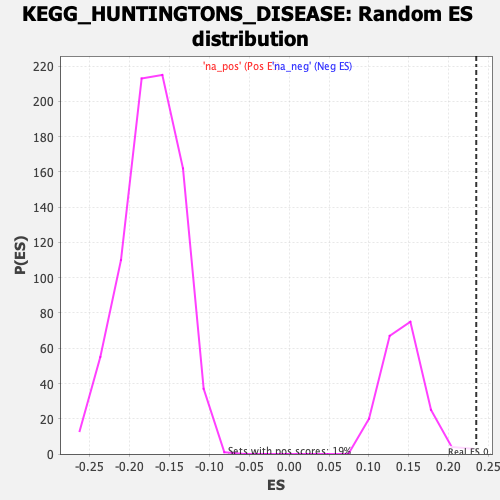 KEGG_HUNTINGTONS_DISEASE: Random ES
distribution
'na_pos' (Pos E 'na_neg' (Neg ES)
P(ES)
220
200
180
160
140
120
100
80
60
40
20
0
Sets with pos scores: 19%
Real ES 0
-0.25 -0.20 -0.15 -0.10 -0.05 0.00 0.05 0.10 0.15 0.20 0.25
ES